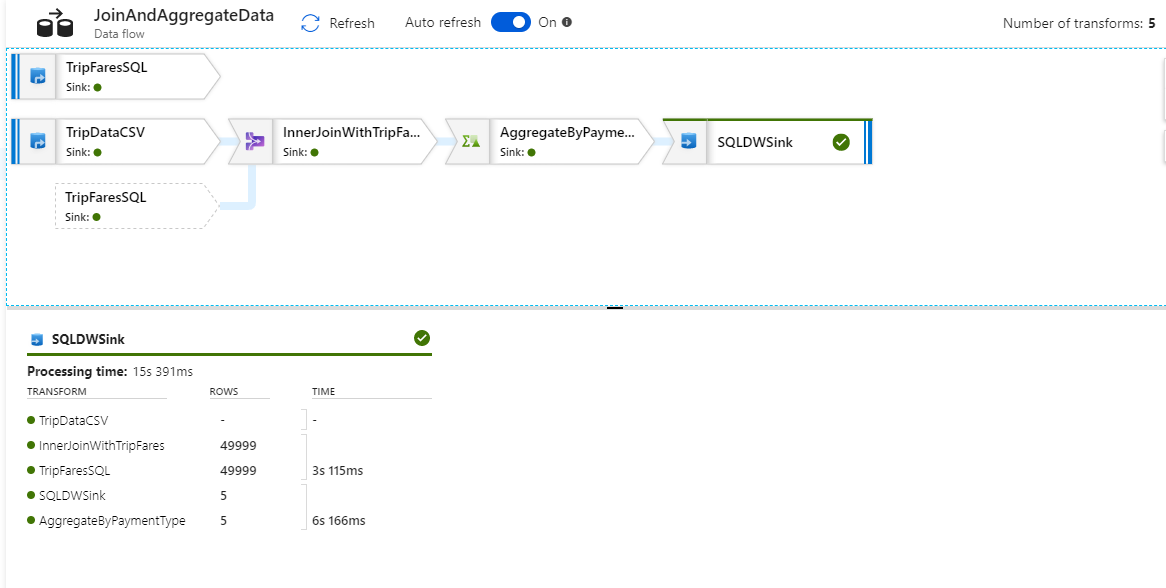 JoinAndAggregateData
Data flow
Refresh
Auto refresh On
Number of transforms: 5
TripFaresSQL
Sink:
TripDataCSV
Sink:
InnerJoinWithTripFa...
Sink:
AggregateByPayme...
Sink:
SQLDWSink
TripFaresSQL
Sink:
SQLDWSink
Processing time: 15s 391ms
TRANSFORM ROWS TIME
TripDataCSV - -
InnerJoinWithTripFares 49999
TripFaresSQL 49999 3s 115ms
SQLDWSink 5
AggregateByPaymentType 5 6s 166ms